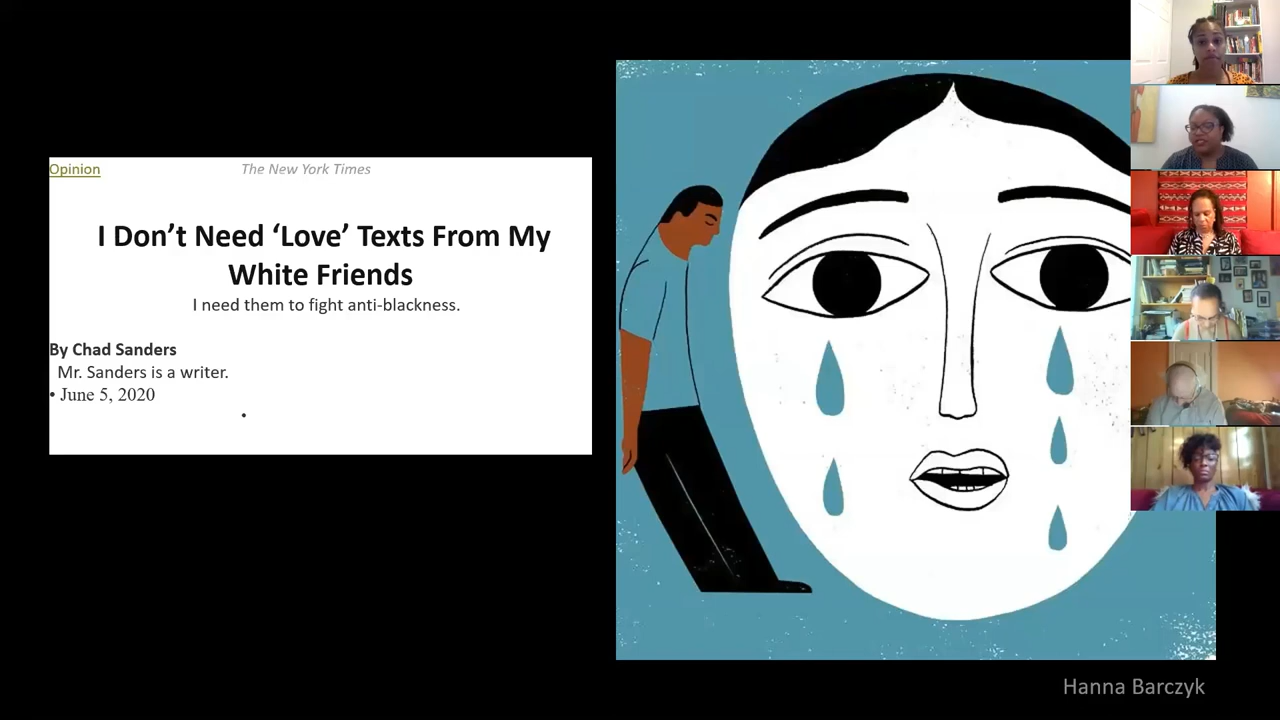 Opinion The New York Times
I Don’t Need ‘Love’ Texts From My
White Friends
I need them to fight anti-blackness.
By Chad Sanders
Mr. Sanders is a writer.
• June 5, 2020
•
Hanna Barczyk